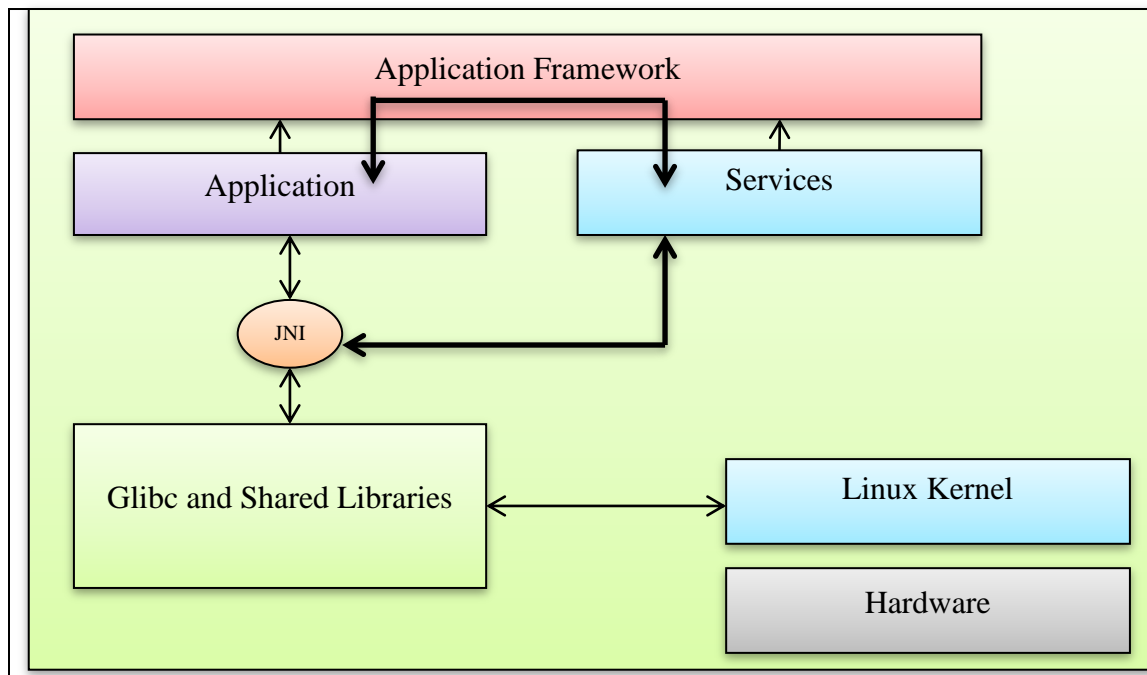 Application Framework
Application
Services
JNI
Glibc and Shared Libraries
Linux Kernel
Hardware